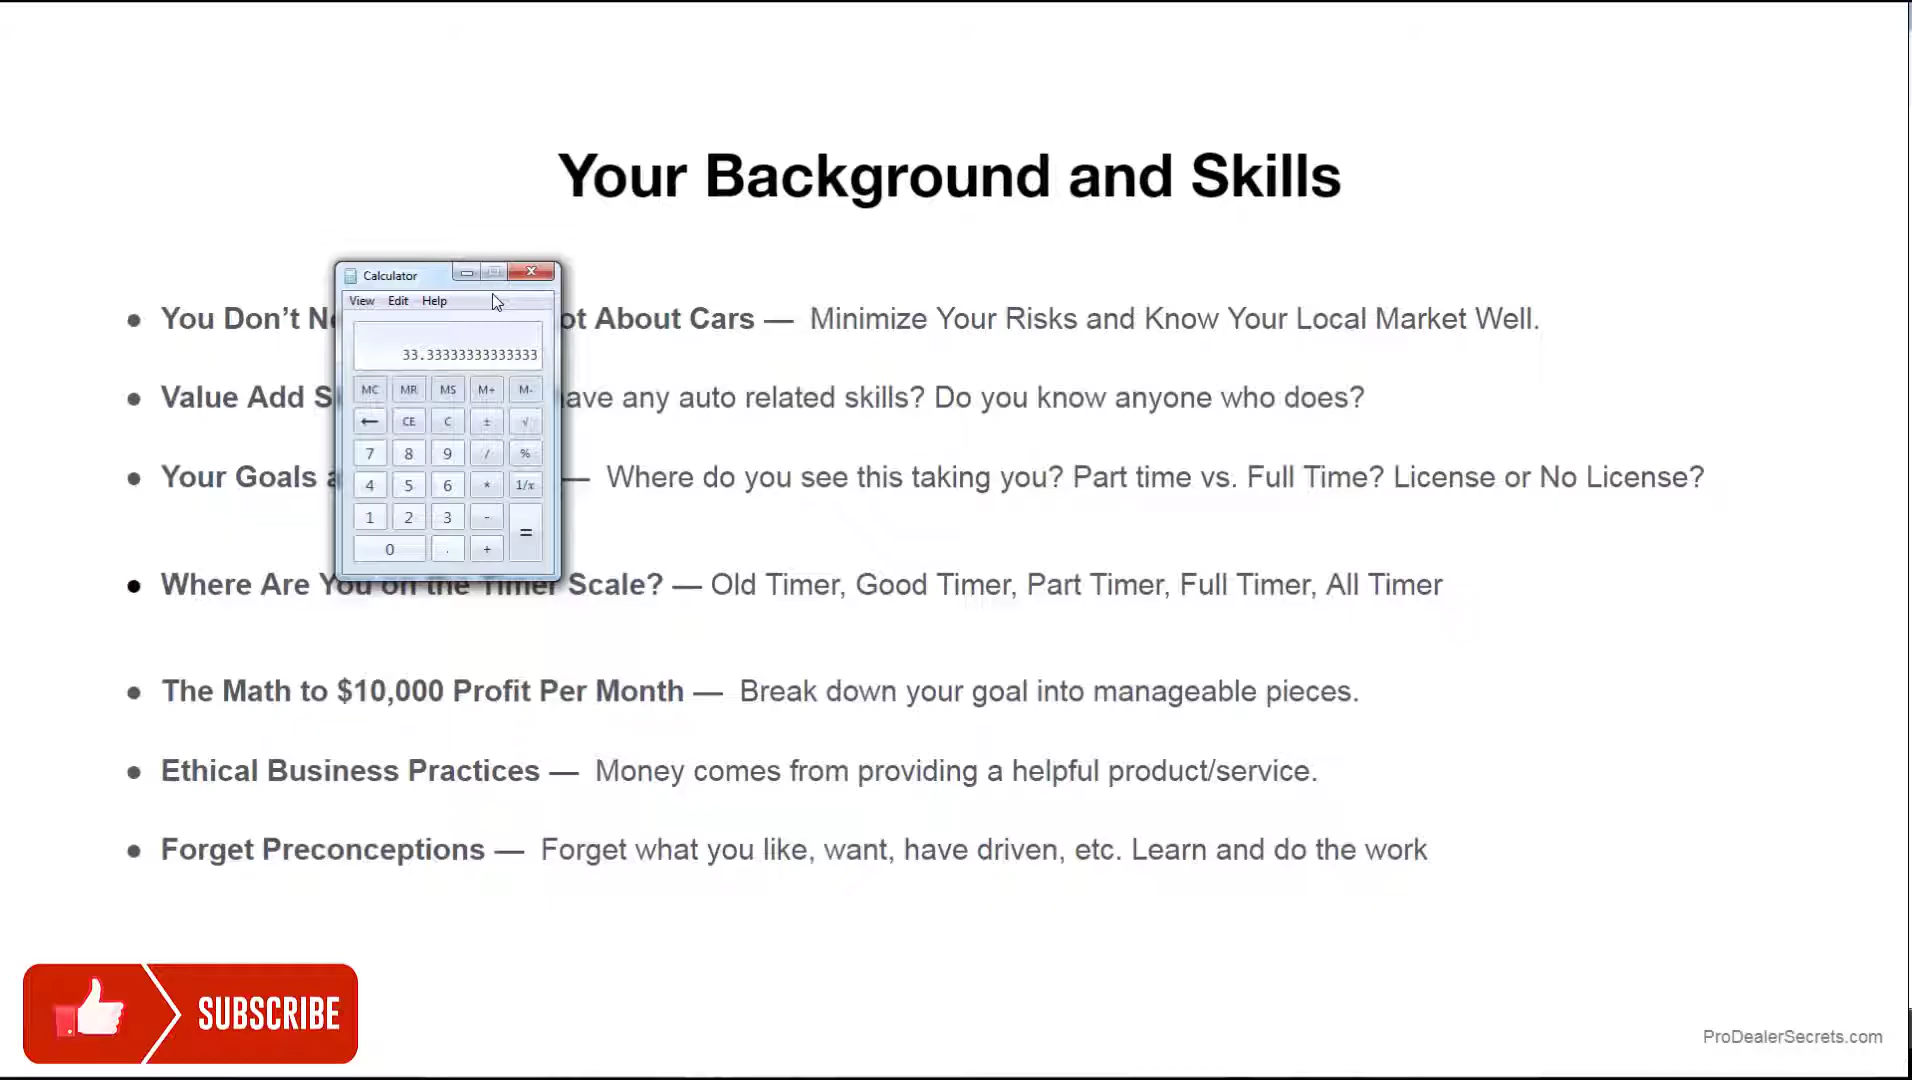 Your Background and Skills
Calculator
View Edit Help
33.33333333333333
MC MR MS M+ M-
← CE C ± √
7 8 9 / %
4 5 6 * 1/x
1 2 3 - =
0 . +
You Don’t ot About Cars — Minimize Your Risks and Know Your Local Market Well.
Value Add have any auto related skills? Do you know anyone who does?
Your Goals — Where do you see this taking you? Part time vs. Full Time? License or No License?
Where Are You on the Timer Scale? — Old Timer, Good Timer, Part Timer, Full Timer, All Timer
The Math to $10,000 Profit Per Month — Break down your goal into manageable pieces.
Ethical Business Practices — Money comes from providing a helpful product/service.
Forget Preconceptions — Forget what you like, want, have driven, etc. Learn and do the work
SUBSCRIBE
ProDealerSecrets.com